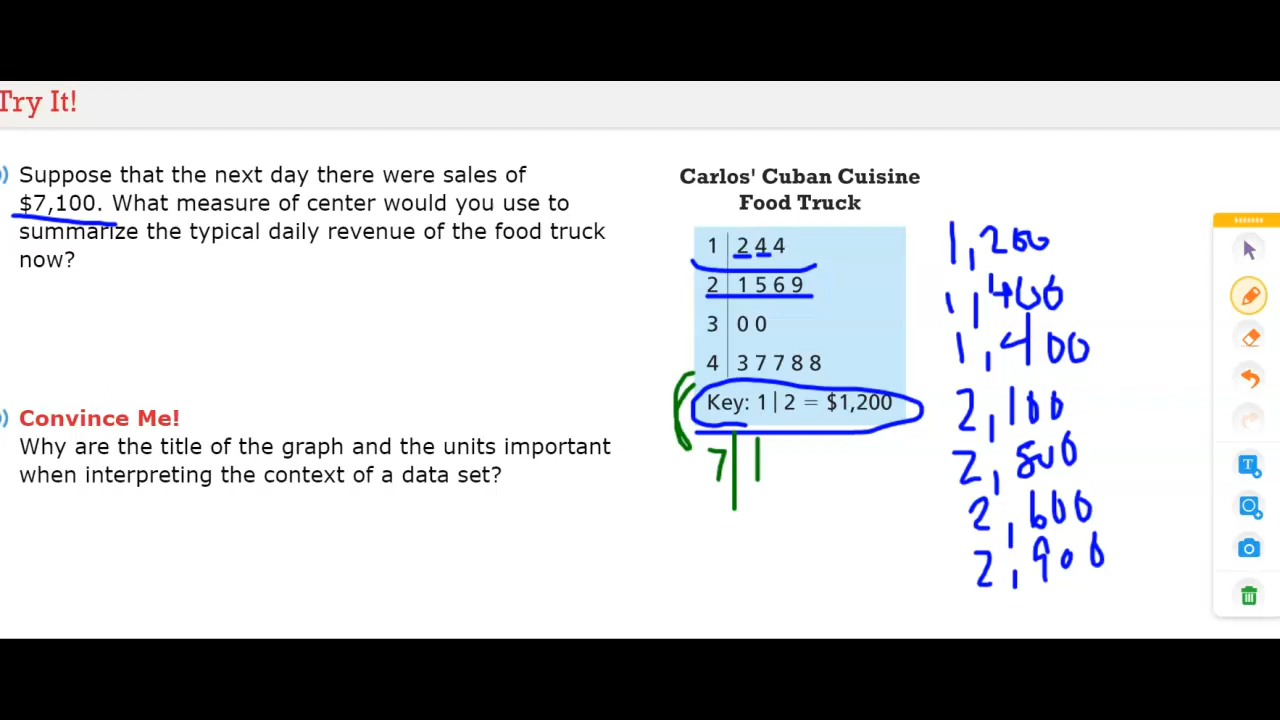 Try It!
Suppose that the next day there were sales of
$7,100. What measure of center would you use to
summarize the typical daily revenue of the food truck
now?
Convince Me!
Why are the title of the graph and the units important
when interpreting the context of a data set?
Carlos' Cuban Cuisine
Food Truck
1 | 2 4 4
2 | 1 5 6 9
3 | 0 0
4 | 3 7 7 8 8
Key: 1 | 2 = $1,200
7 | 1
1,200
1,400
1,400
2,100
2,500
2,600
2,900
T